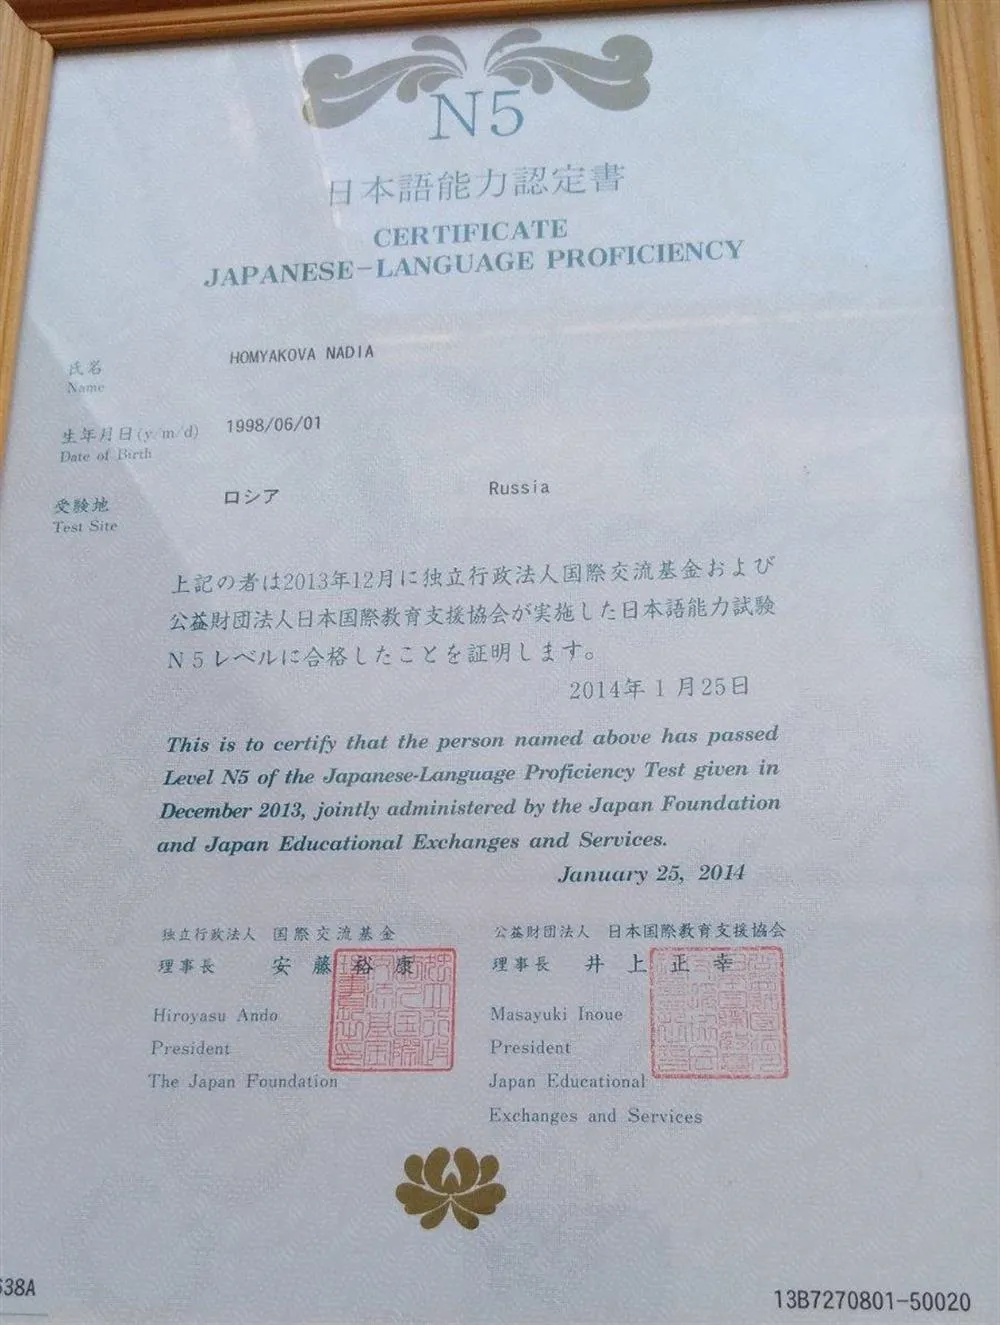 N5
日本語能力認定書
CERTIFICATE
JAPANESE-LANGUAGE PROFICIENCY
氏名 HOMYAKOVA NADIA
Name
生年月日(y/m/d) 1998/06/01
Date of Birth
受験地 ロシア Russia
Test Site
上記の者は2013年12月に独立行政法人国際交流基金および
公益財団法人日本国際教育支援協会が実施した日本語能力試験
N5レベルに合格したことを証明します。
2014年1月25日
This is to certify that the person named above has passed
Level N5 of the Japanese-Language Proficiency Test given in
December 2013, jointly administered by the Japan Foundation
and Japan Educational Exchanges and Services.
January 25, 2014
独立行政法人 国際交流基金
理事長 安藤裕康
Hiroyasu Ando
President
The Japan Foundation
公益財団法人 日本国際教育支援協会
理事長 井上正幸
Masayuki Inoue
President
Japan Educational
Exchanges and Services
38A
13B7270801-50020